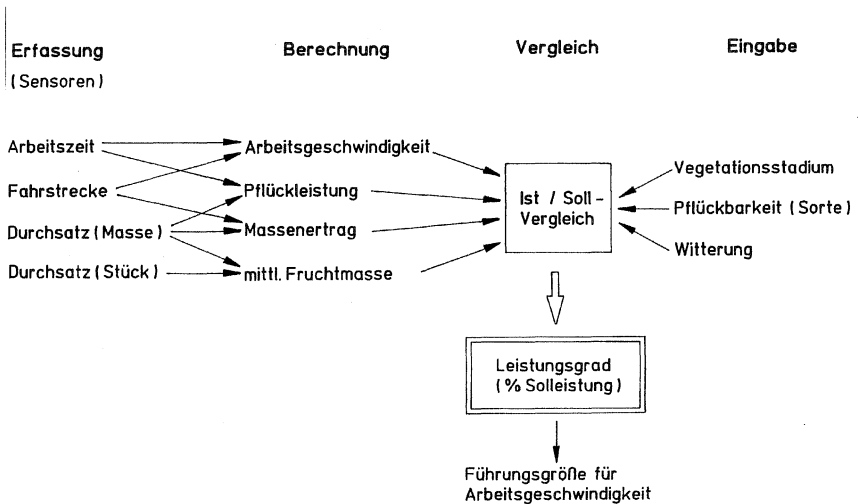 Erfassung
(Sensoren)
Berechnung
Vergleich
Eingabe
Arbeitszeit
Fahrstrecke
Durchsatz (Masse)
Durchsatz (Stück)
Arbeitsgeschwindigkeit
Pflückleistung
Massenertrag
mittl. Fruchtmasse
Ist / Soll -
Vergleich
Vegetationsstadium
Pflückbarkeit (Sorte)
Witterung
Leistungsgrad
(% Solleistung)
Führungsgröße für
Arbeitsgeschwindigkeit